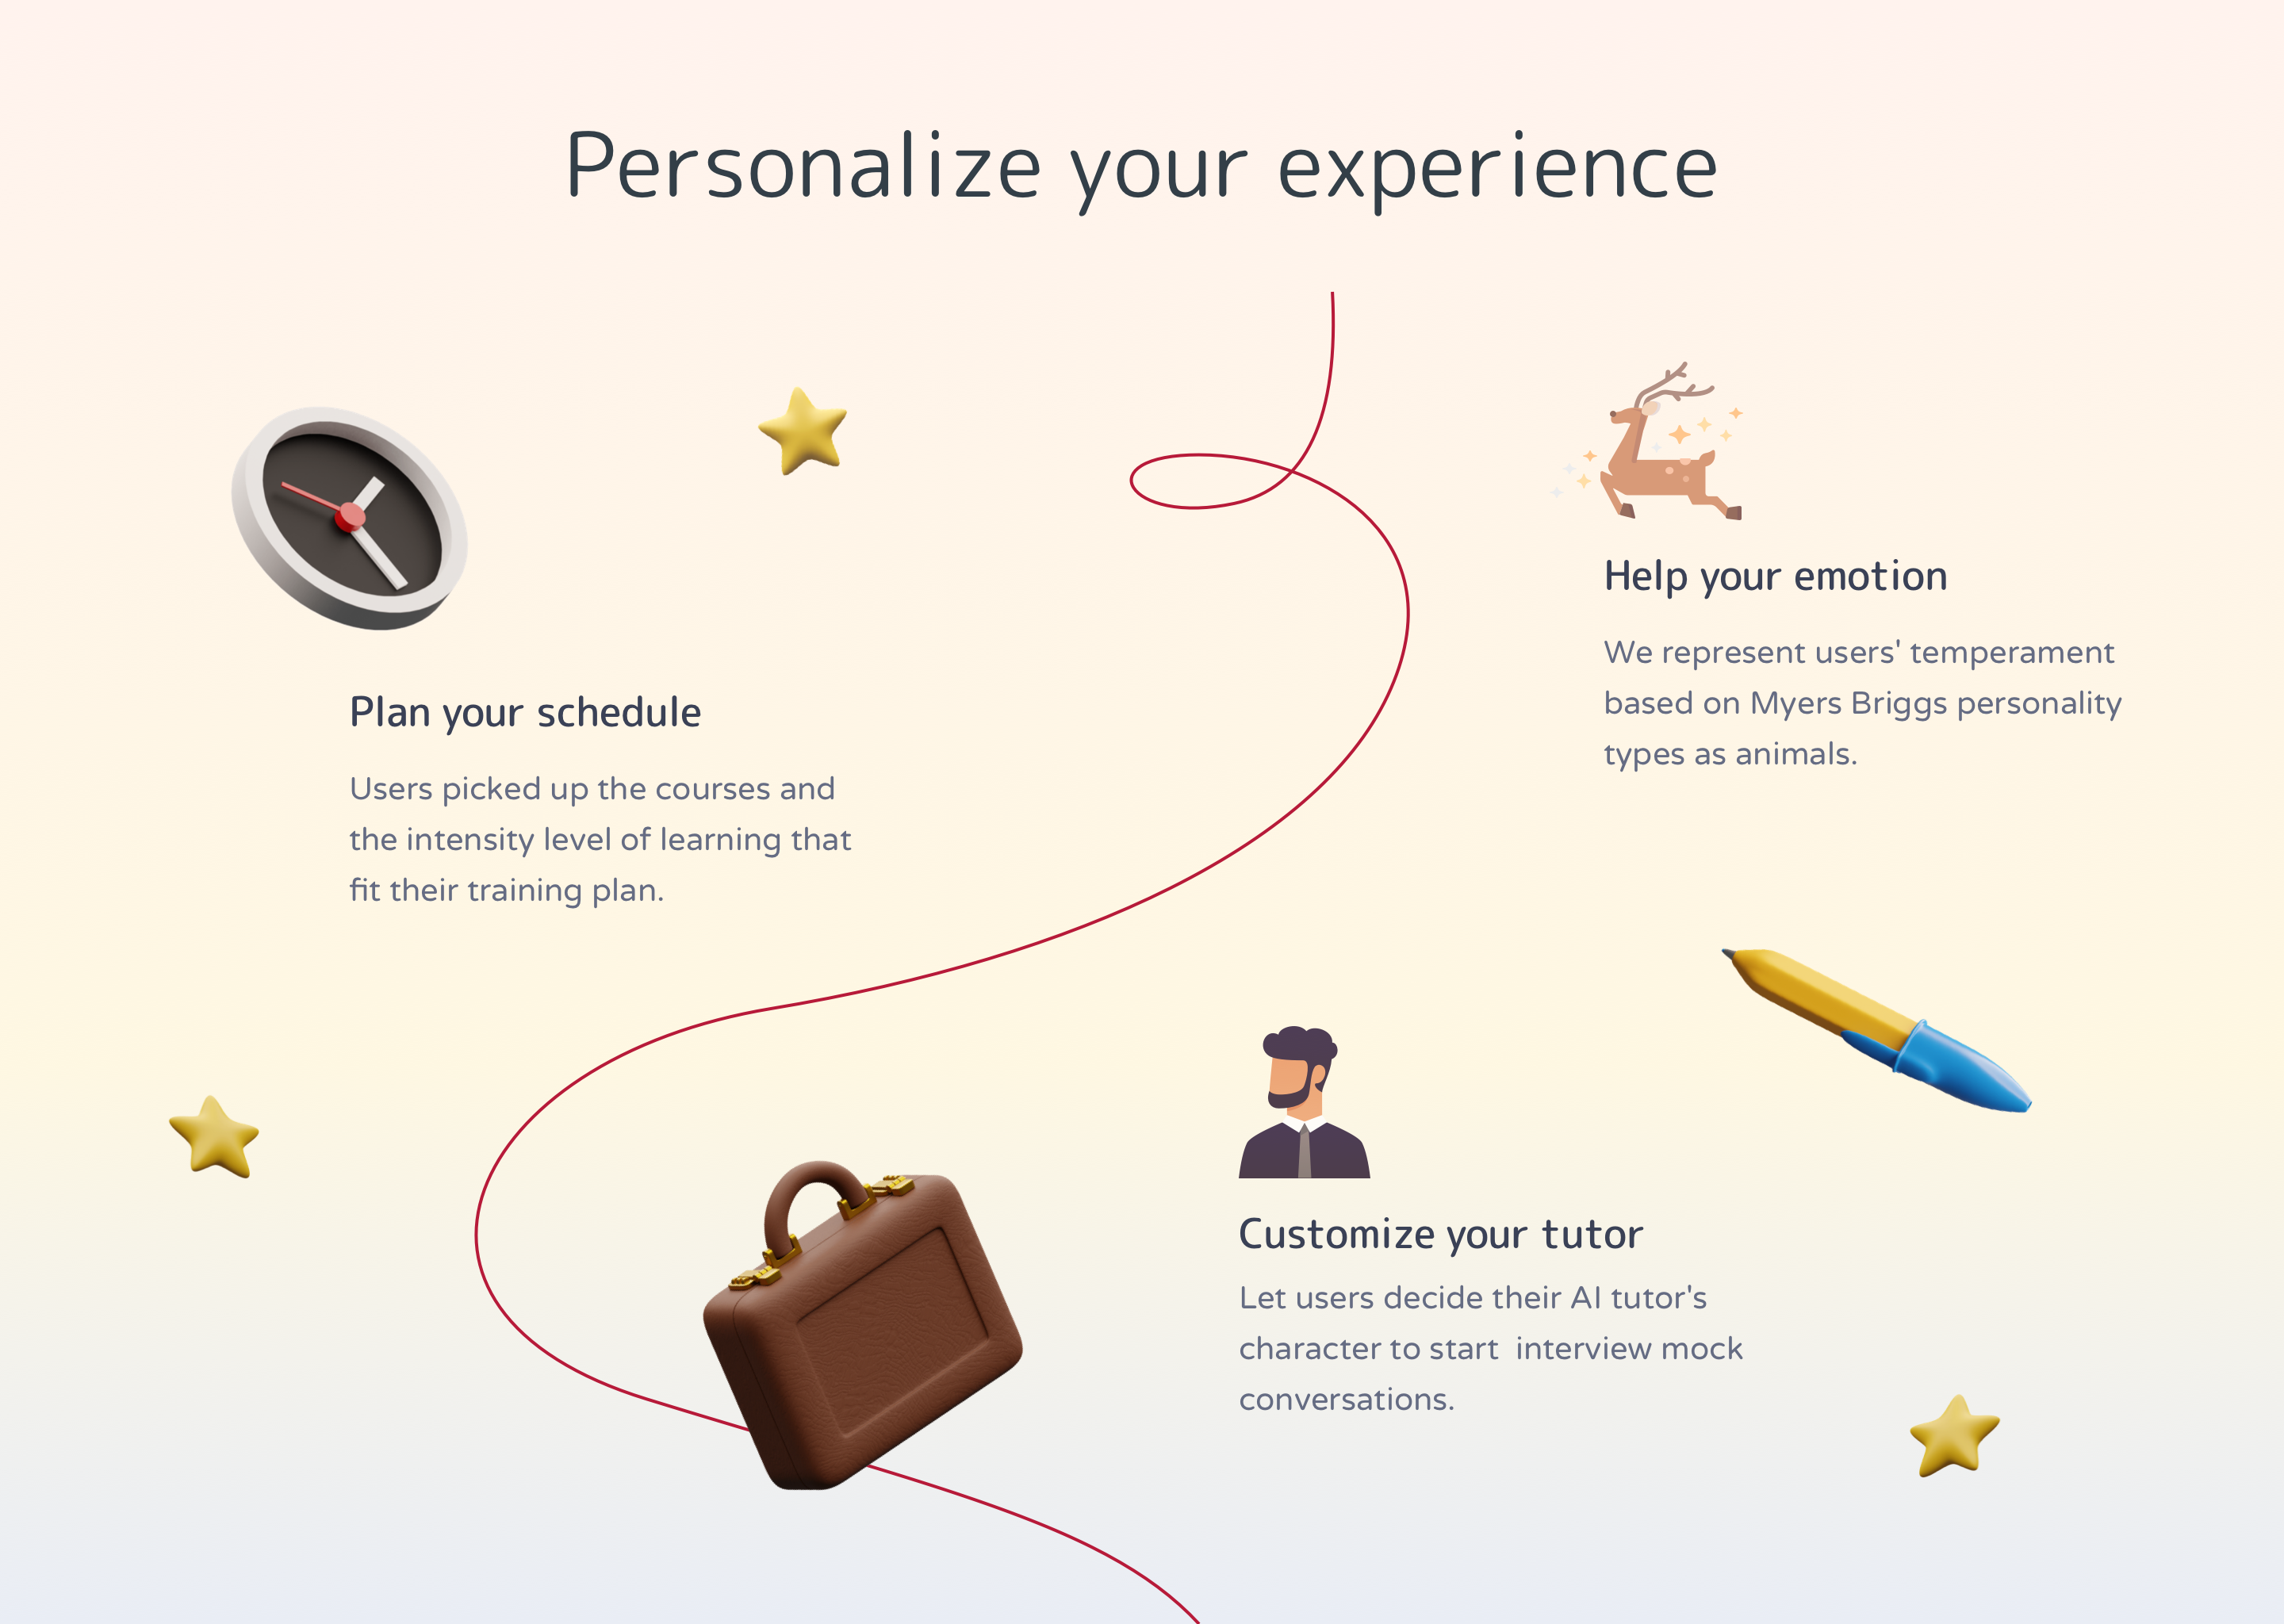 Personalize your experience
Plan your schedule
Users picked up the courses and
the intensity level of learning that
fit their training plan.
Help your emotion
We represent users' temperament
based on Myers Briggs personality
types as animals.
Customize your tutor
Let users decide their AI tutor's
character to start  interview mock
conversations.